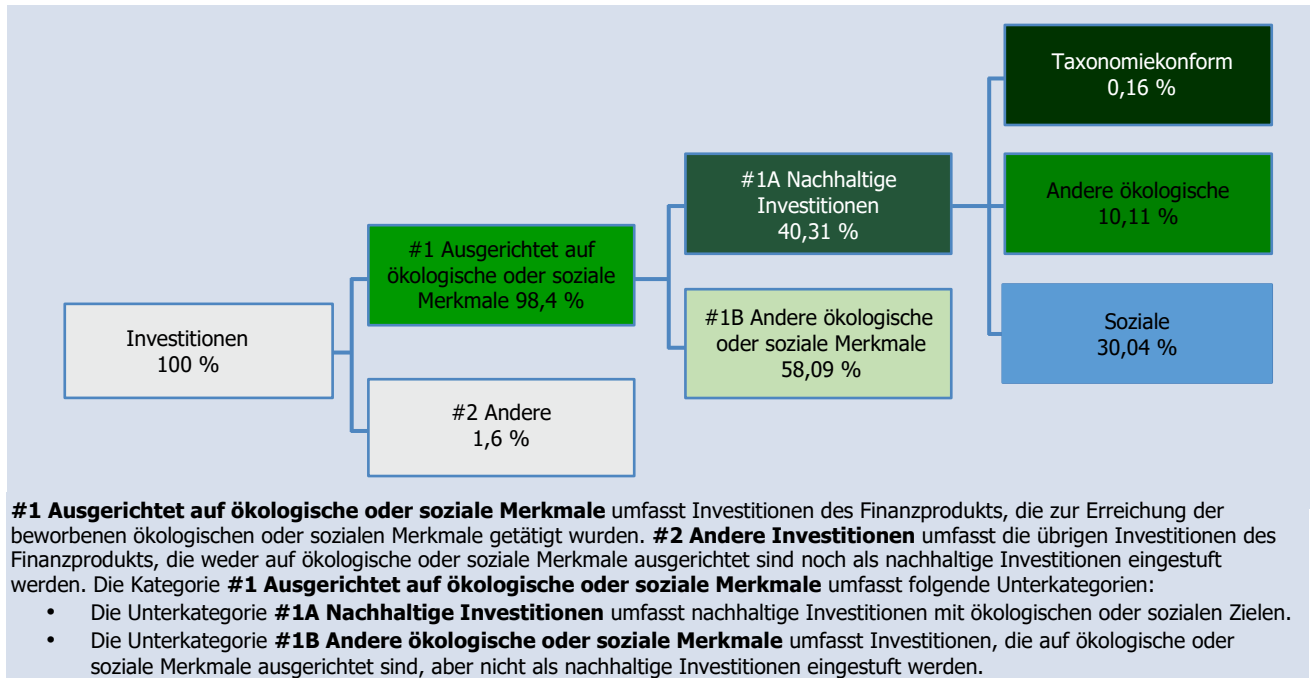 Taxonomiekonform
0,16 %
#1A Nachhaltige
Investitionen
40,31 %
Andere ökologische
10,11 %
#1 Ausgerichtet auf
ökologische oder soziale
Merkmale 98,4 %
#1B Andere ökologische
oder soziale Merkmale
58,09 %
Soziale
30,04 %
Investitionen
100 %
#2 Andere
1,6 %
#1 Ausgerichtet auf ökologische oder soziale Merkmale umfasst Investitionen des Finanzprodukts, die zur Erreichung der
beworbenen ökologischen oder sozialen Merkmale getätigt wurden. #2 Andere Investitionen umfasst die übrigen Investitionen des
Finanzprodukts, die weder auf ökologische oder soziale Merkmale ausgerichtet sind noch als nachhaltige Investitionen eingestuft
werden. Die Kategorie #1 Ausgerichtet auf ökologische oder soziale Merkmale umfasst folgende Unterkategorien:
• Die Unterkategorie #1A Nachhaltige Investitionen umfasst nachhaltige Investitionen mit ökologischen oder sozialen Zielen.
• Die Unterkategorie #1B Andere ökologische oder soziale Merkmale umfasst Investitionen, die auf ökologische oder
soziale Merkmale ausgerichtet sind, aber nicht als nachhaltige Investitionen eingestuft werden.